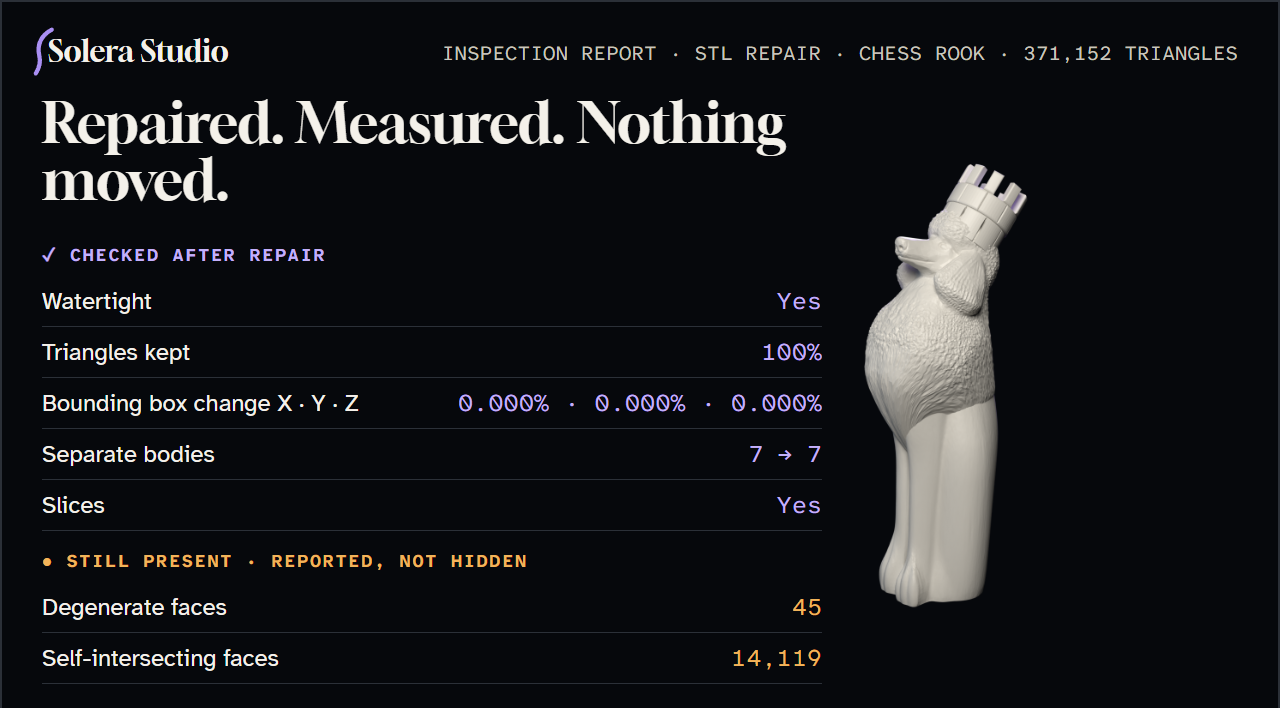 Solera Studio
INSPECTION REPORT · STL REPAIR · CHESS ROOK · 371,152 TRIANGLES
Repaired. Measured. Nothing
moved.
✓ CHECKED AFTER REPAIR
Watertight Yes
Triangles kept 100%
Bounding box change X · Y · Z 0.000% · 0.000% · 0.000%
Separate bodies 7 → 7
Slices Yes
● STILL PRESENT · REPORTED, NOT HIDDEN
Degenerate faces 45
Self-intersecting faces 14,119